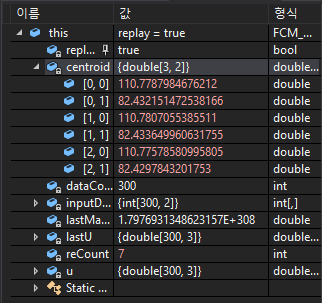 이름 값 형식
this replay = true FCM_...
repl... true bool
centroid {double[3, 2]} double...
[0, 0] 110.7787984676212 double
[0, 1] 82.432151472538166 double
[1, 0] 110.7807055385511 double
[1, 1] 82.433649960631755 double
[2, 0] 110.77578580995805 double
[2, 1] 82.4297843201753 double
dataCo... 300 int
inputD... {int[300, 2]} int[,]
lastMa... 1.7976931348623157E+308 double
lastU {double[300, 3]} double...
reCount 7 int
u {double[300, 3]} double...
Static ...